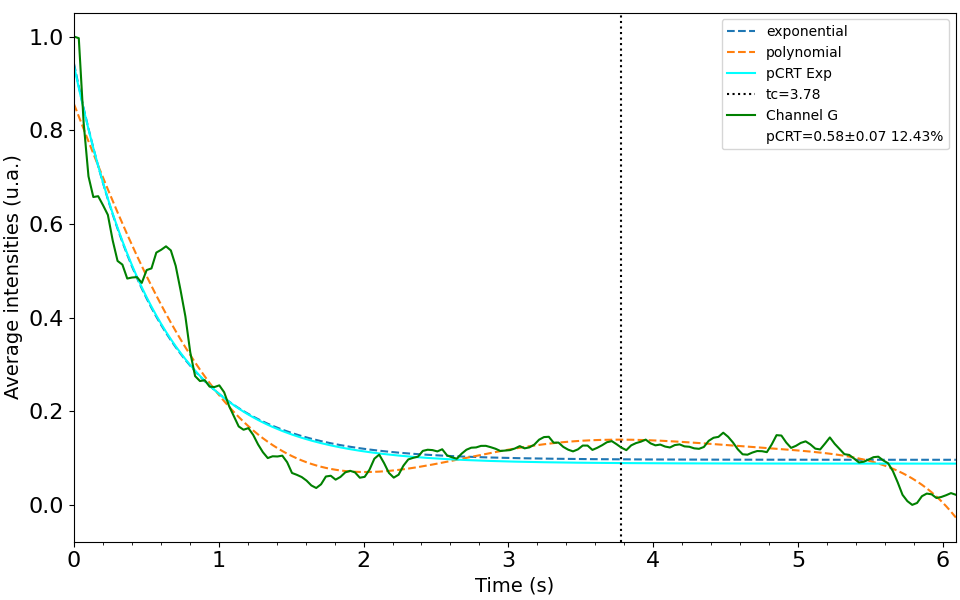 exponential
polynomial
pCRT Exp
tc=3.78
Channel G
pCRT=0.58±0.07 12.43%
Average intensities (u.a.)
1.0
0.8
0.6
0.4
0.2
0.0
0 1 2 3 4 5 6
Time (s)